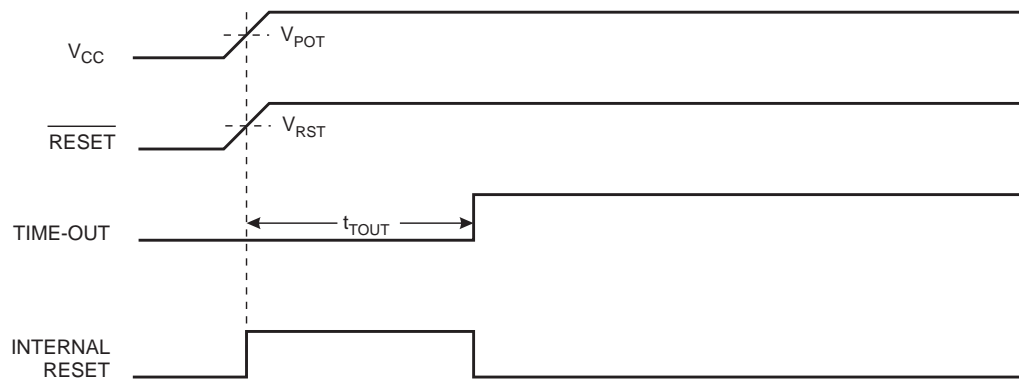 V_CC
V_POT
RESET
V_RST
TIME-OUT
t_TOUT
INTERNAL
RESET